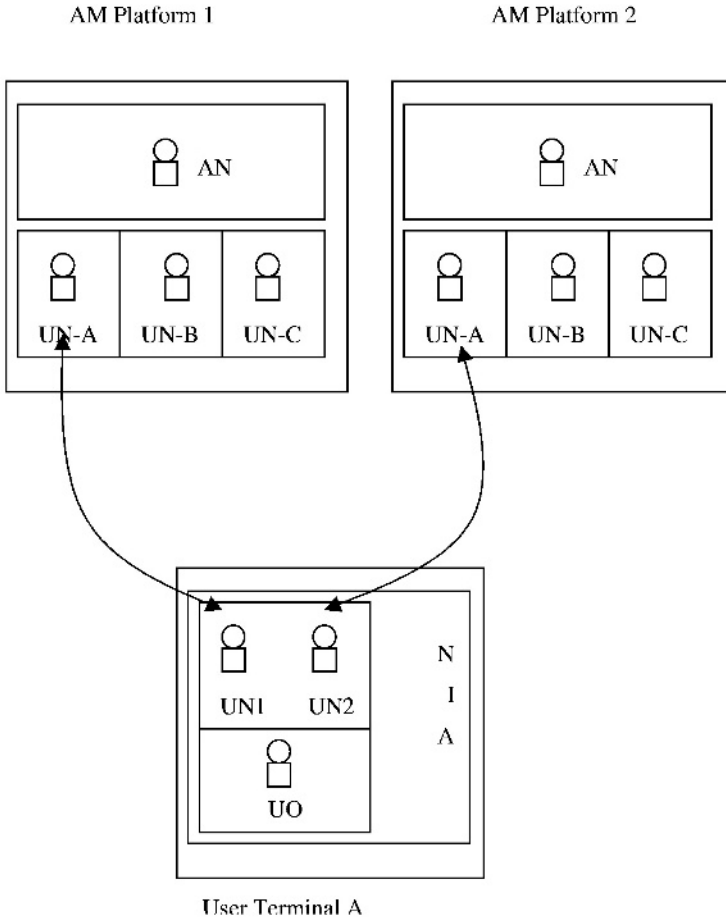 AM Platform 1
AM Platform 2
AN
AN
UN-A
UN-B
UN-C
UN-A
UN-B
UN-C
UN1
UN2
N
I
A
UO
User Terminal A